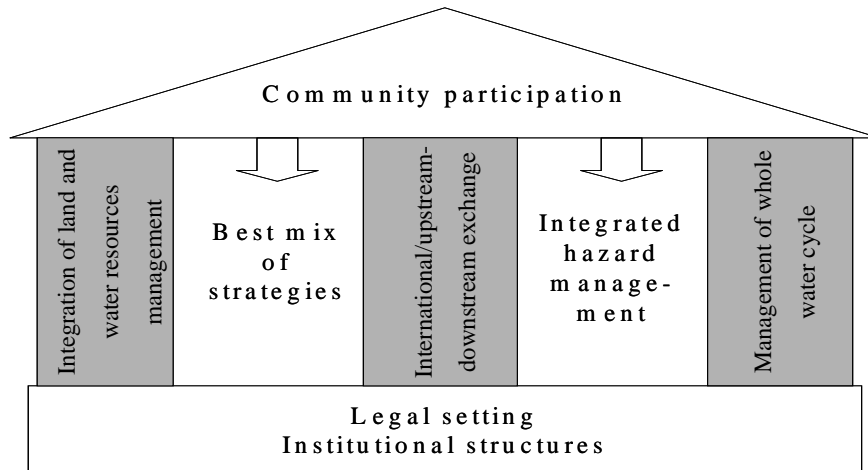 Community participation
Integration of land and
water resources
management
Best mix
of
strategies
International/upstream-
downstream exchange
Integrated
hazard
manage-
ment
Management of whole
water cycle
Legal setting
Institutional structures